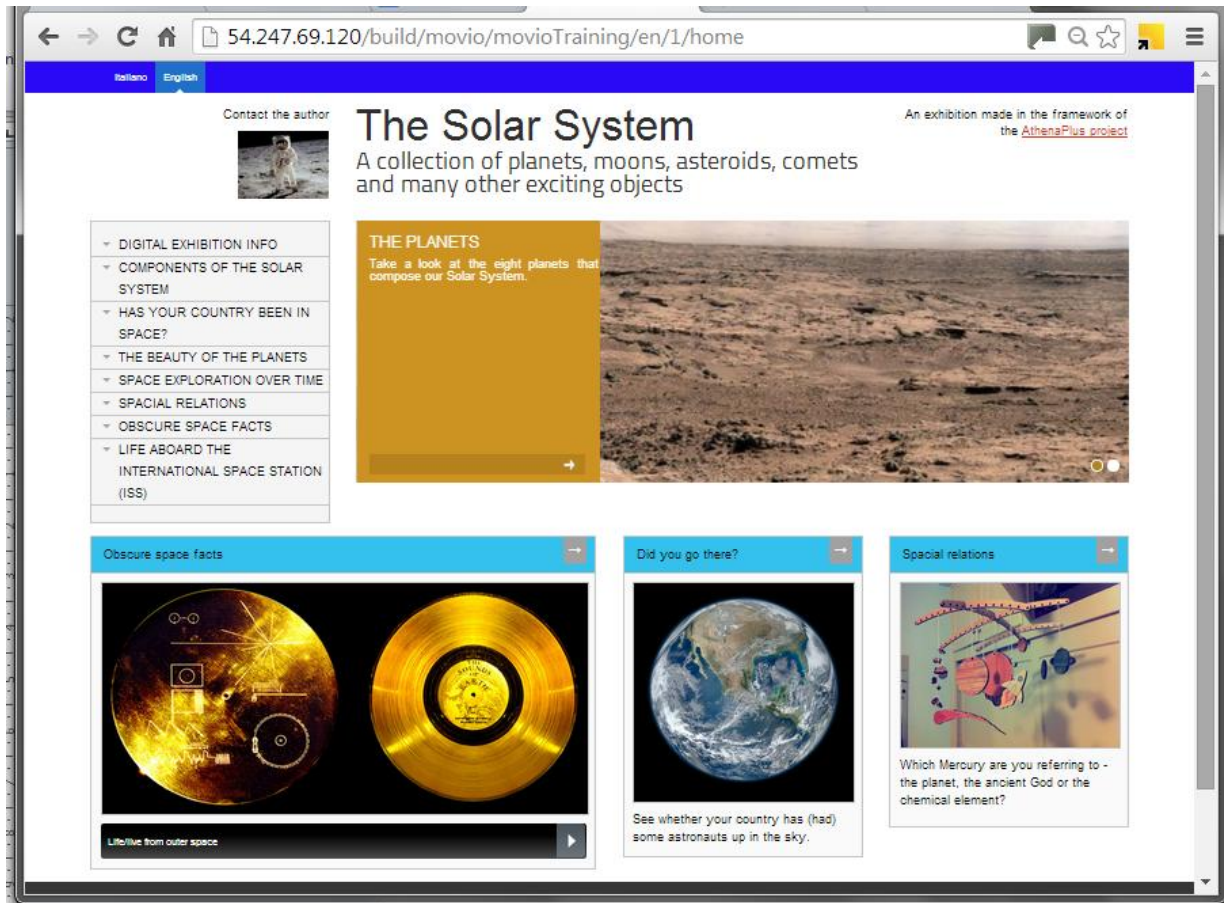 54.247.69.120/build/movio/movioTraining/en/1/home
Italiano English
Contact the author
The Solar System
A collection of planets, moons, asteroids, comets
and many other exciting objects
An exhibition made in the framework of
the AthenaPlus project
DIGITAL EXHIBITION INFO
COMPONENTS OF THE SOLAR
SYSTEM
HAS YOUR COUNTRY BEEN IN
SPACE?
THE BEAUTY OF THE PLANETS
SPACE EXPLORATION OVER TIME
SPACIAL RELATIONS
OBSCURE SPACE FACTS
LIFE ABOARD THE
INTERNATIONAL SPACE STATION
(ISS)
THE PLANETS
Take a look at the eight planets that
compose our Solar System.
Obscure space facts
THE
SOUNDS
OF
Life/live from outer space
Did you go there?
See whether your country has (had)
some astronauts up in the sky.
Spacial relations
Which Mercury are you referring to -
the planet, the ancient God or the
chemical element?